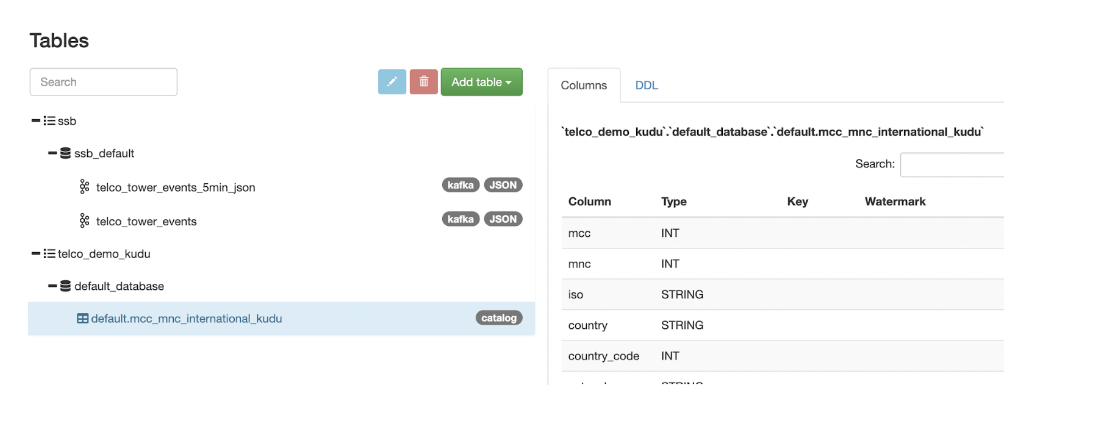 Tables
Search
Add table
ssb
ssb_default
telco_tower_events_5min_json kafka JSON
telco_tower_events kafka JSON
telco_demo_kudu
default_database
default.mcc_mnc_international_kudu catalog
Columns DDL
`telco_demo_kudu`.`default_database`.`default.mcc_mnc_international_kudu`
Search:
Column Type Key Watermark
mcc INT
mnc INT
iso STRING
country STRING
country_code INT
STRING